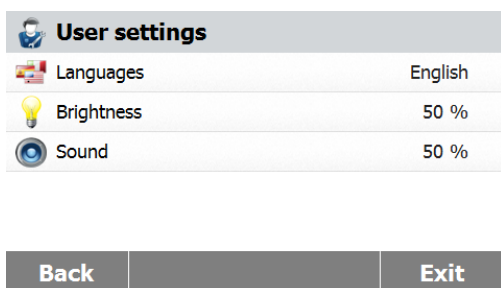 User settings
Languages English
Brightness 50 %
Sound 50 %
Back Exit